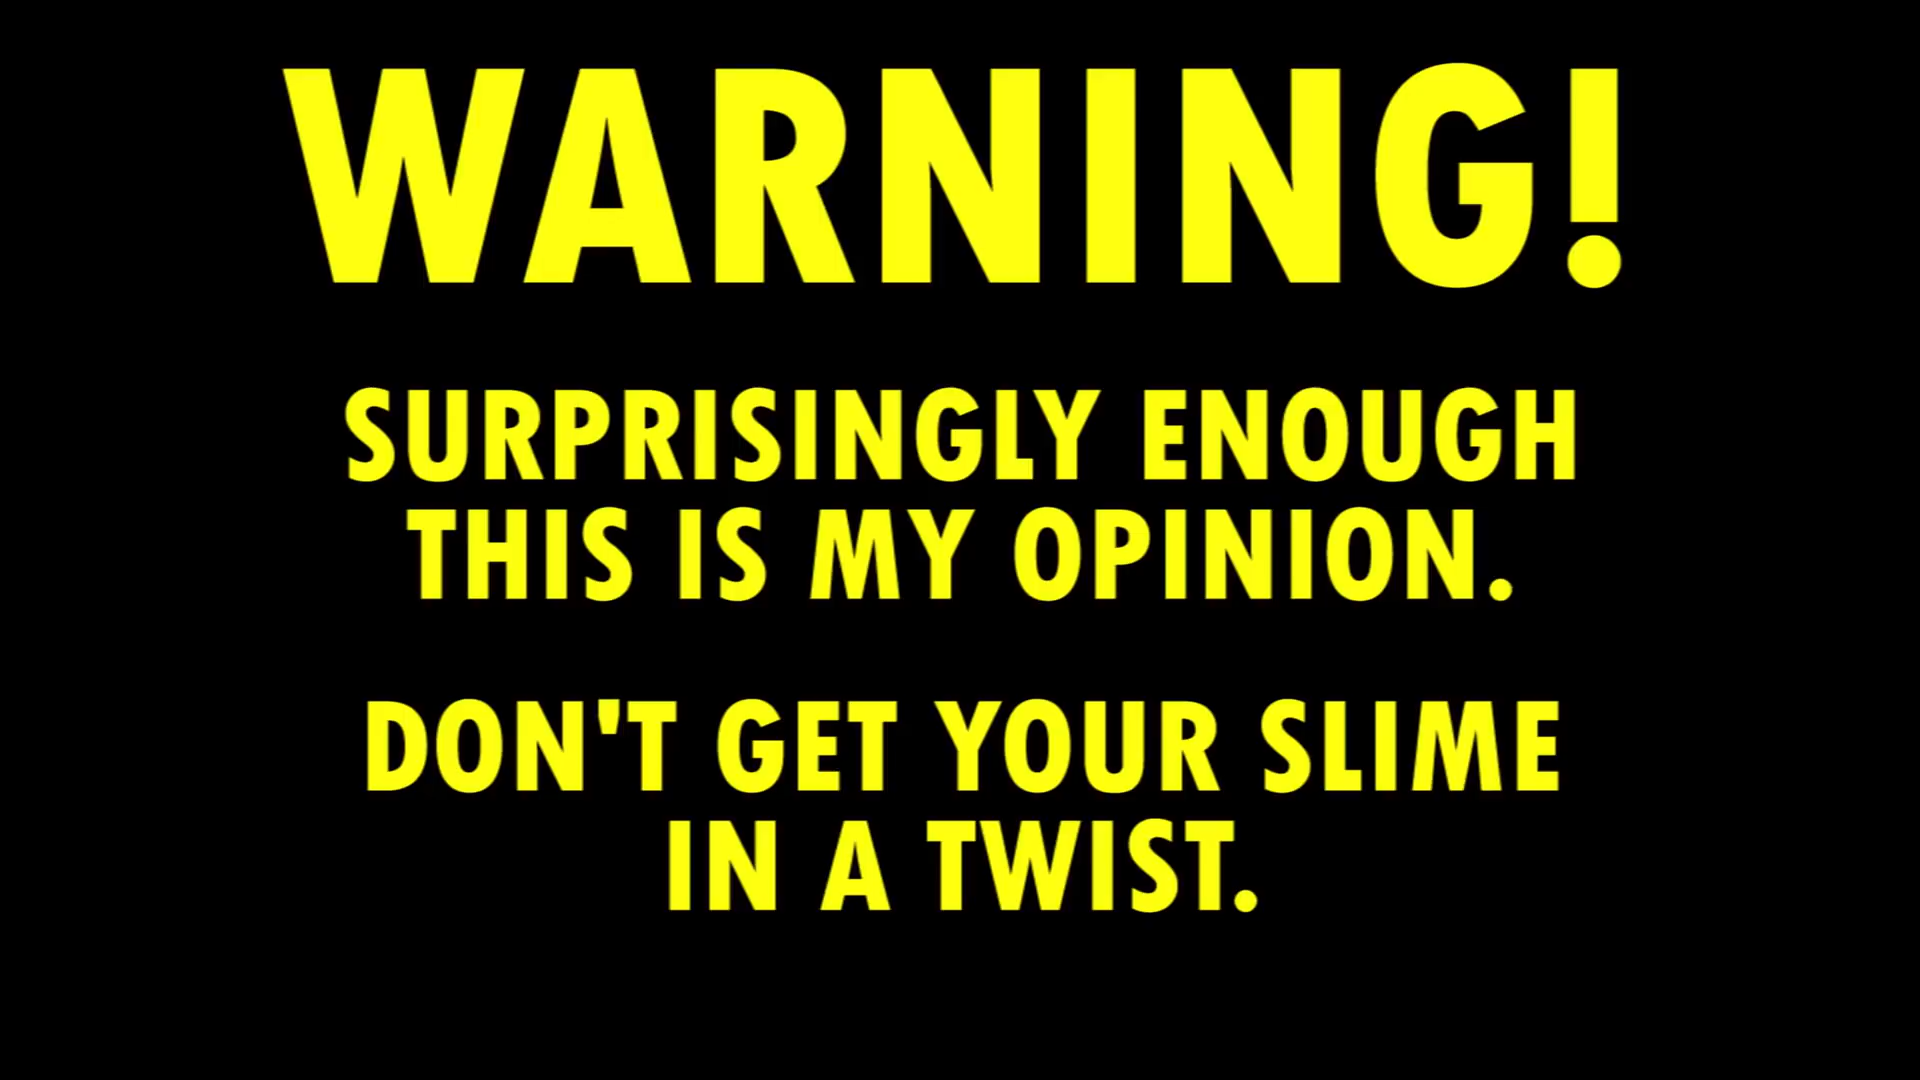 WARNING!
SURPRISINGLY ENOUGH
THIS IS MY OPINION.
DON'T GET YOUR SLIME
IN A TWIST.